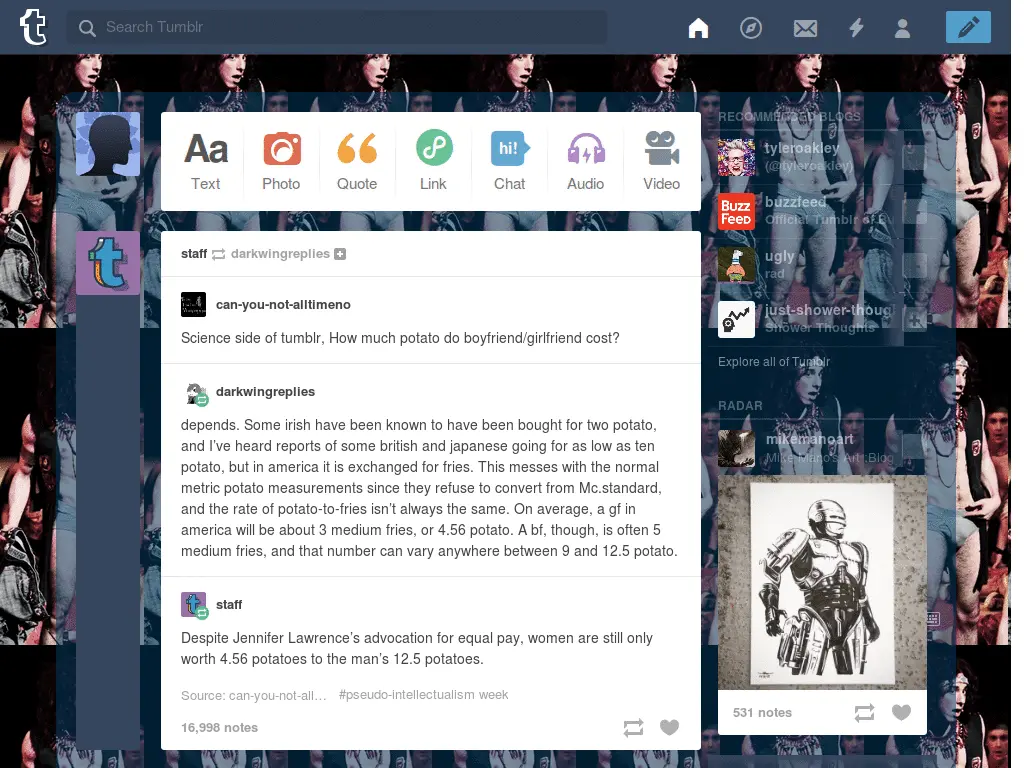 Search Tumblr
Text
Photo
Quote
Link
hi!
Chat
Audio
Video
Aa
staff darkwingreplies
can-you-not-alltimeno
Science side of tumblr, How much potato do boyfriend/girlfriend cost?
darkwingreplies
depends. Some irish have been known to have been bought for two potato,
and I've heard reports of some british and japanese going for as low as ten
potato, but in america it is exchanged for fries. This messes with the normal
metric potato measurements since they refuse to convert from Mc.standard,
and the rate of potato-to-fries isn't always the same. On average, a gf in
america will be about 3 medium fries, or 4.56 potato. A bf, though, is often 5
medium fries, and that number can vary anywhere between 9 and 12.5 potato.
staff
Despite Jennifer Lawrence's advocation for equal pay, women are still only
worth 4.56 potatoes to the man's 12.5 potatoes.
Source: can-you-not-all… #pseudo-intellectualism week
16,998 notes
RECOMMENDED BLOGS
tyleroakley
(@tyleroakley)
Buzz
Feed
buzzfeed
Official Tumblr of
ugly
rad
just-shower-thoug
Shower Thoughts
Explore all of Tumblr
RADAR
mikemanoart
Mike Mano's Art Blog
531 notes